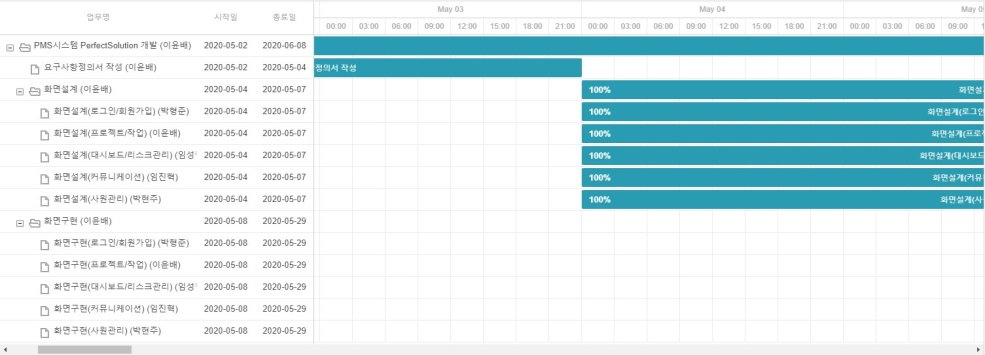 업무명 시작일 종료일 May 03 May 04 May 0
00:00 03:00 06:00 09:00 12:00 15:00 18:00 21:00 00:00 03:00 06:00 09:00 12:00 15:00 18:00 21:00 00:00 03:00 06:00 09:00
PMS시스템 PerfectSolution 개발 (이윤배) 2020-05-02 2020-06-08
요구사항정의서 작성 (이윤배) 2020-05-02 2020-05-04 정의서 작성
화면설계 (이윤배) 2020-05-04 2020-05-07 100% 화면설
화면설계(로그인/회원가입) (박형준) 2020-05-04 2020-05-07 100% 화면설계(로그인
화면설계(프로젝트/작업) (이윤배) 2020-05-04 2020-05-07 100% 화면설계(프로
화면설계(대시보드/리스크관리) (임성 2020-05-04 2020-05-07 100% 화면설계(대시보드
화면설계(커뮤니케이션) (임진혁) 2020-05-04 2020-05-07 100% 화면설계(커뮤
화면설계(사원관리) (박현주) 2020-05-04 2020-05-07 100% 화면설계(사
화면구현 (이윤배) 2020-05-08 2020-05-29
화면구현(로그인/회원가입) (박형준) 2020-05-08 2020-05-29
화면구현(프로젝트/작업) (이윤배) 2020-05-08 2020-05-29
화면구현(대시보드/리스크관리) (임성 2020-05-08 2020-05-29
화면구현(커뮤니케이션) (임진혁) 2020-05-08 2020-05-29
화면구현(사원관리) (박현주) 2020-05-08 2020-05-29